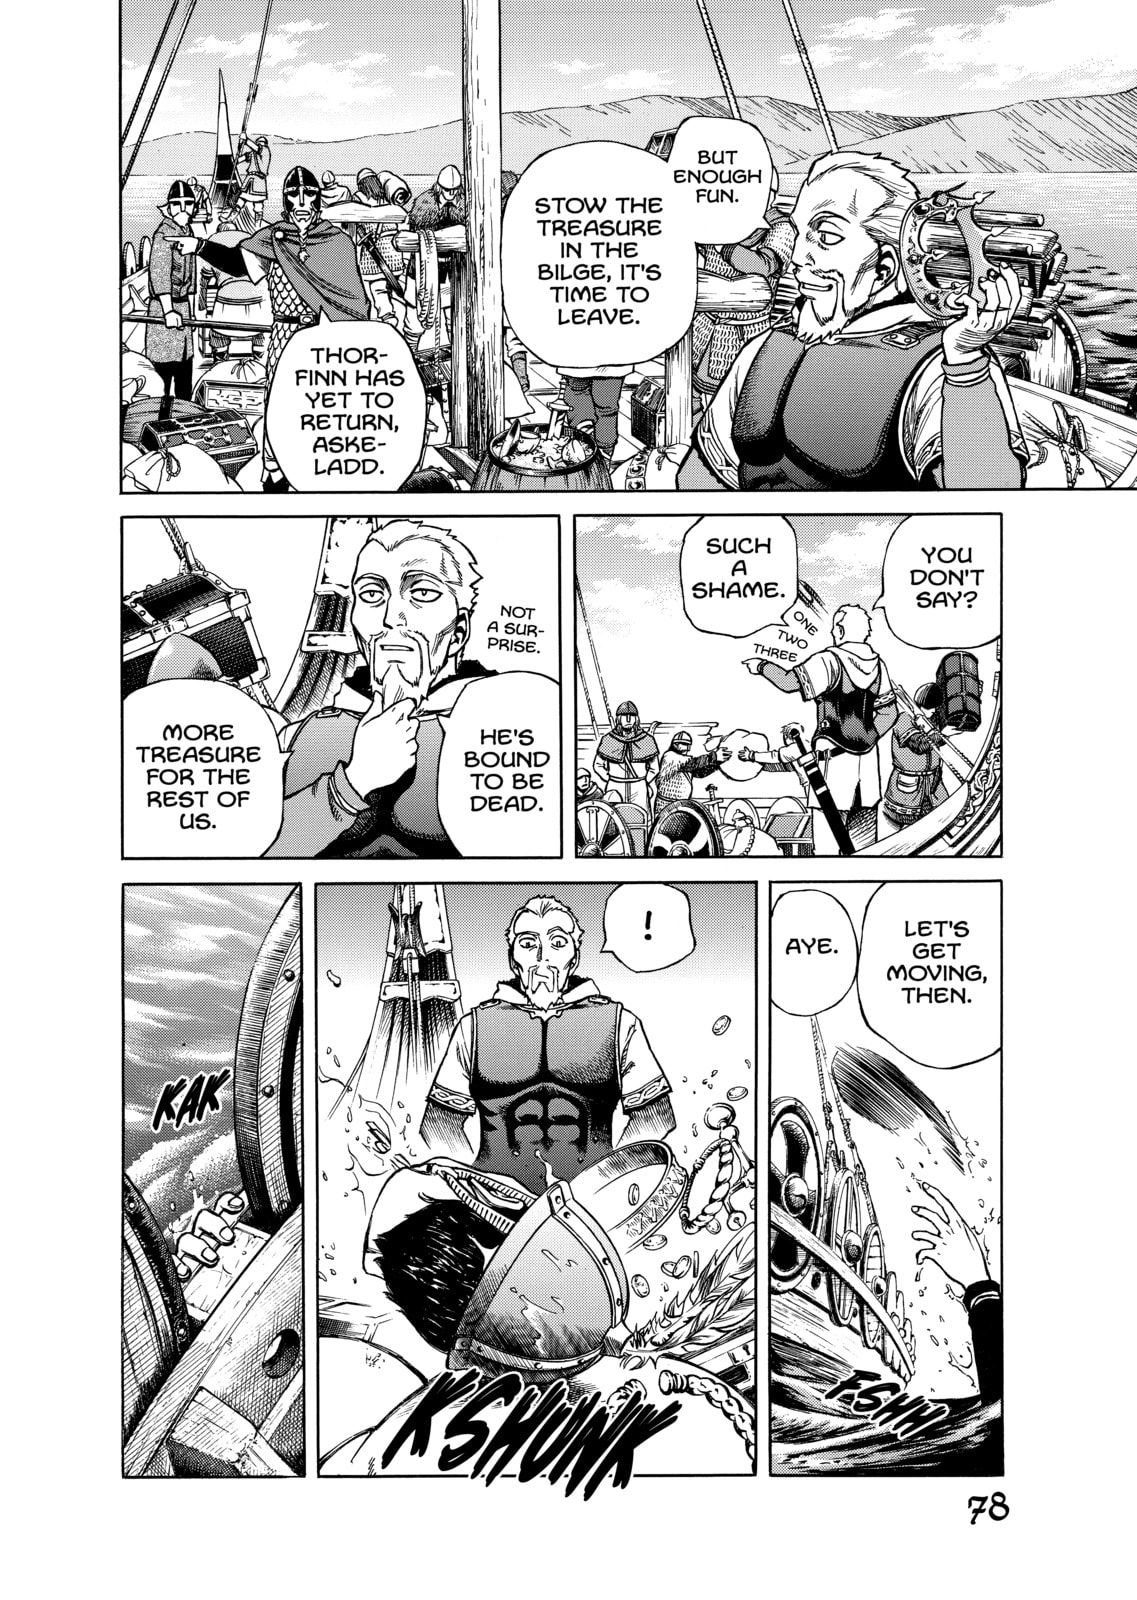 BUT
ENOUGH
FUN.
STOW THE
TREASURE
IN THE
BILGE, IT'S
TIME TO
LEAVE.
THOR-
FINN HAS
YET TO
RETURN,
ASKE-
LADD.
YOU
DON'T
SAY?
SUCH
A
SHAME.
ONE
TWO
THREE
NOT
A SUR-
PRISE.
HE'S
BOUND
TO BE
DEAD.
MORE
TREASURE
FOR THE
REST OF
US.
LET'S
GET
MOVING,
THEN.
AYE.
FSHH
!
KSHUNK
KAK
78